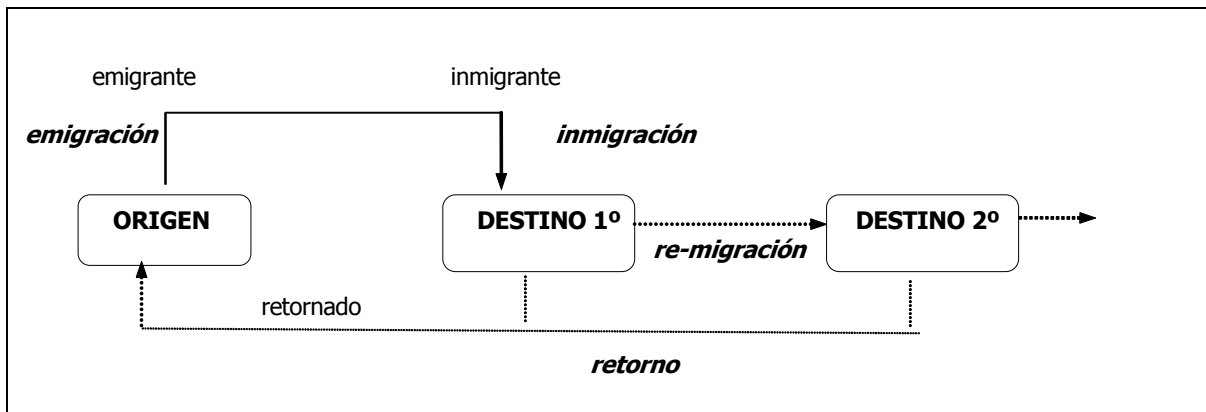 emigrante inmigrante
emigración inmigración
ORIGEN DESTINO 1º DESTINO 2º
re-migración
retornado
retorno